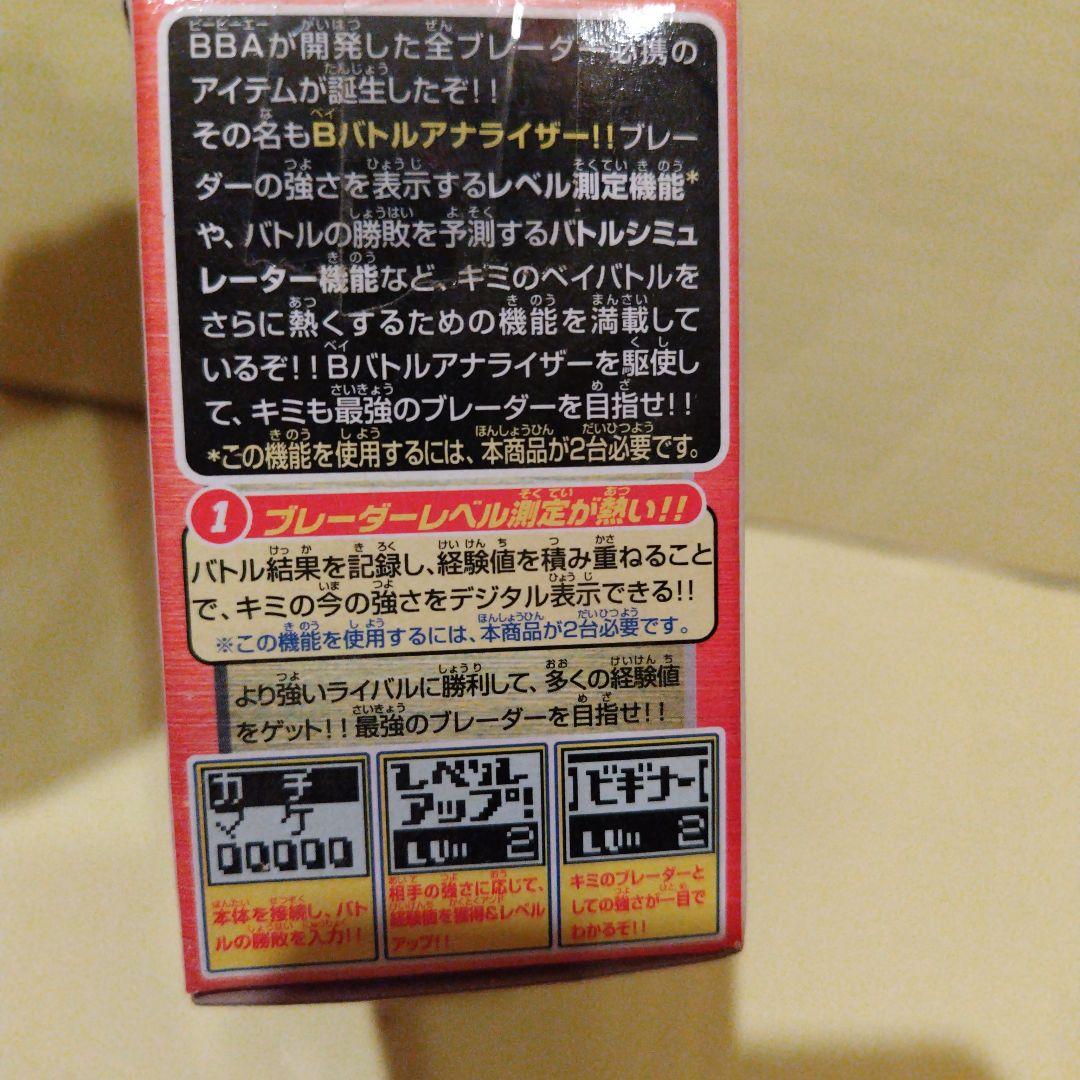 BBAが開発した全ブレーダー必携の
アイテムが誕生したぞ!!
その名もBバトルアナライザー!!ブレー
ダーの強さを表示するレベル測定機能*
や、バトルの勝敗を予測するバトルシミュ
レーター機能など、キミのベイバトルを
さらに熱くするための機能を満載して
いるぞ!!Bバトルアナライザーを駆使し
て、キミも最強のブレーダーを目指せ!!
*この機能を使用するには、本商品が2台必要です。
1 ブレーダーレベル測定が熱い!!
バトル結果を記録し、経験値を積み重ねること
で、キミの今の強さをデジタル表示できる!!
※この機能を使用するには、本商品が2台必要です。
より強いライバルに勝利して、多くの経験値
をゲット!!最強のブレーダーを目指せ!!
カチ
マケ
00000
本体を接続し、バト
ルの勝敗を入力!!
レベル
アップ!
LV 2
相手の強さに応じて、
経験値を獲得&レベル
アップ!!
ビギナー
LV 2
キミのブレーダーと
しての強さが一目で
わかるぞ!!